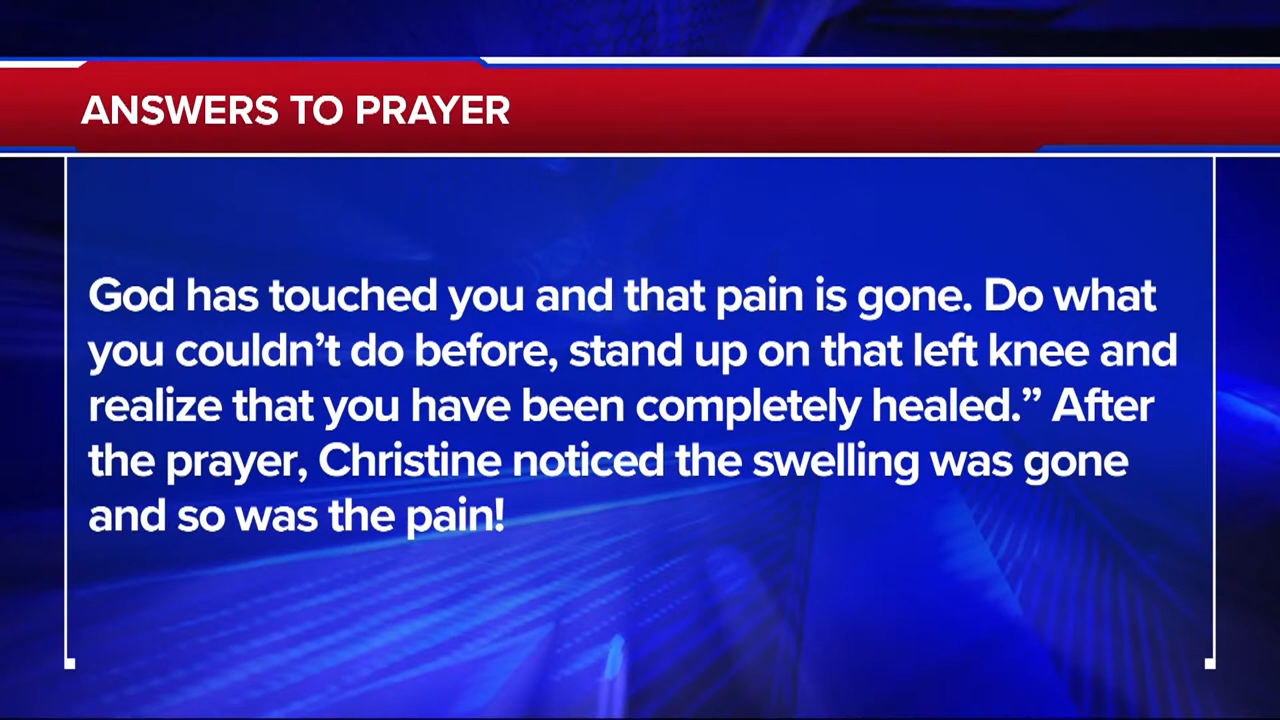 ANSWERS TO PRAYER
God has touched you and that pain is gone. Do what
you couldn’t do before, stand up on that left knee and
realize that you have been completely healed.” After
the prayer, Christine noticed the swelling was gone
and so was the pain!